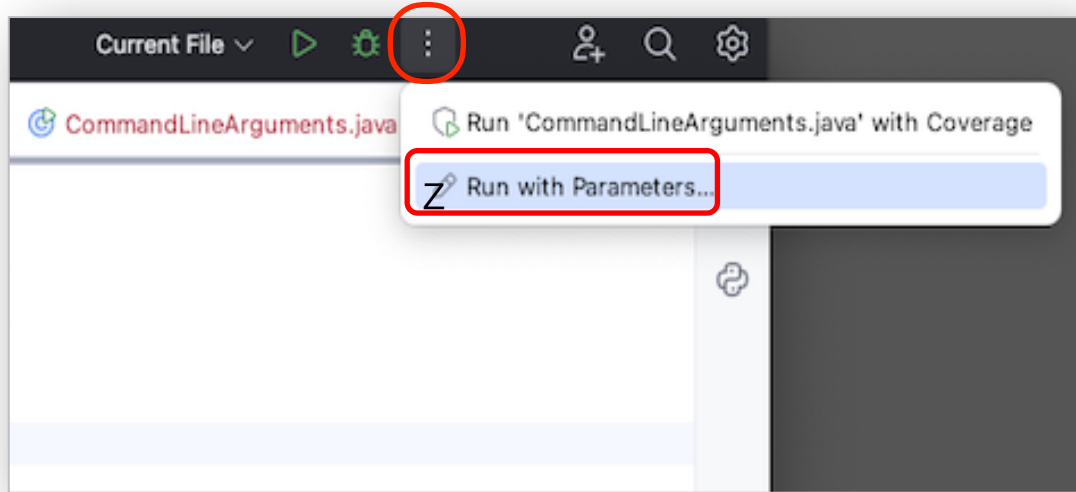 Current File
CommandLineArguments.java
Run 'CommandLineArguments.java' with Coverage
Z Run with Parameters...